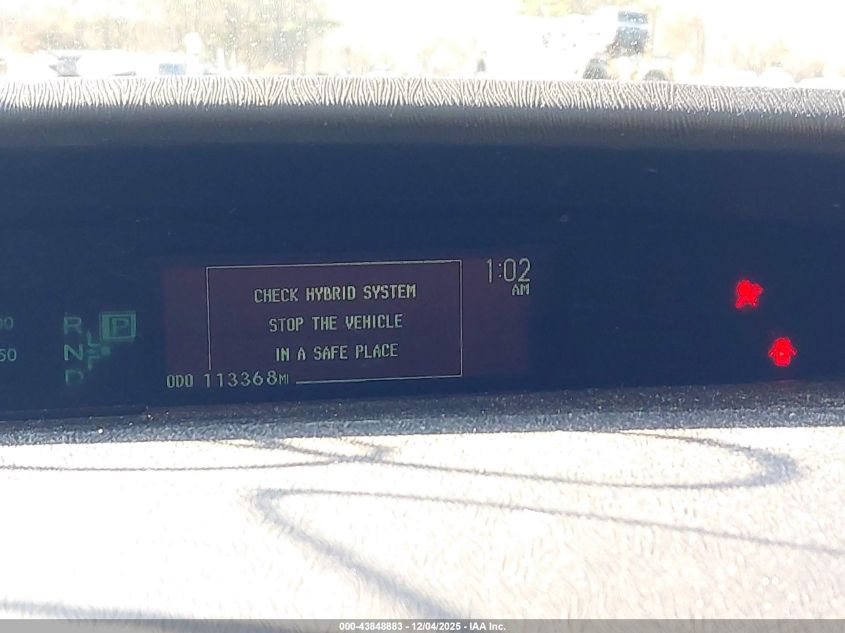 CHECK HYBRID SYSTEM
STOP THE VEHICLE
IN A SAFE PLACE
1:02
AM
50
R
P
N
D
ODO 113368MI
000-43848883 - 12/04/2025 - IAA Inc.